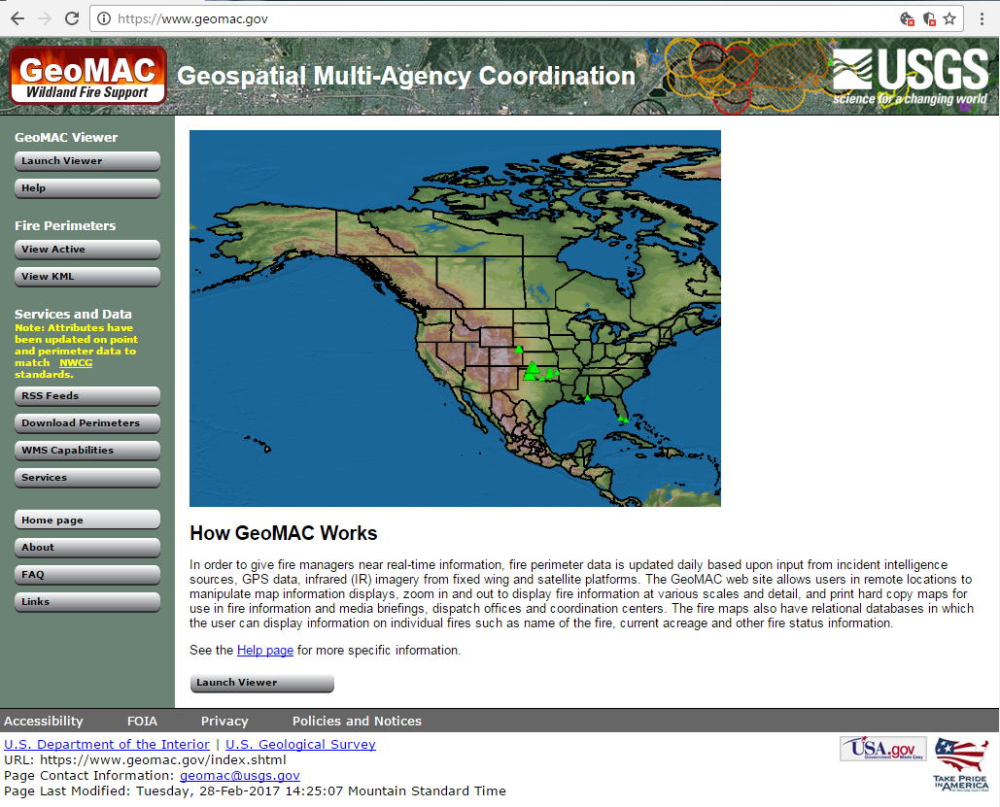 https://www.geomac.gov
GeoMAC
Wildland Fire Support
Geospatial Multi-Agency Coordination
USGS
science for a changing world
GeoMAC Viewer
Launch Viewer
Help
Fire Perimeters
View Active
View KML
Services and Data
Note: Attributes have
been updated on point
and perimeter data to
match NWCG
standards.
RSS Feeds
Download Perimeters
WMS Capabilities
Services
Home page
About
FAQ
Links
How GeoMAC Works
In order to give fire managers near real-time information, fire perimeter data is updated daily based upon input from incident intelligence
sources, GPS data, infrared (IR) imagery from fixed wing and satellite platforms. The GeoMAC web site allows users in remote locations to
manipulate map information displays, zoom in and out to display fire information at various scales and detail, and print hard copy maps for
use in fire information and media briefings, dispatch offices and coordination centers. The fire maps also have relational databases in which
the user can display information on individual fires such as name of the fire, current acreage and other fire status information.
See the Help page for more specific information.
Launch Viewer
Accessibility FOIA Privacy Policies and Notices
U.S. Department of the Interior | U.S. Geological Survey
URL: https://www.geomac.gov/index.shtml
Page Contact Information: geomac@usgs.gov
Page Last Modified: Tuesday, 28-Feb-2017 14:25:07 Mountain Standard Time
USA.gov
Government Made Easy
TAKE PRIDE
IN AMERICA